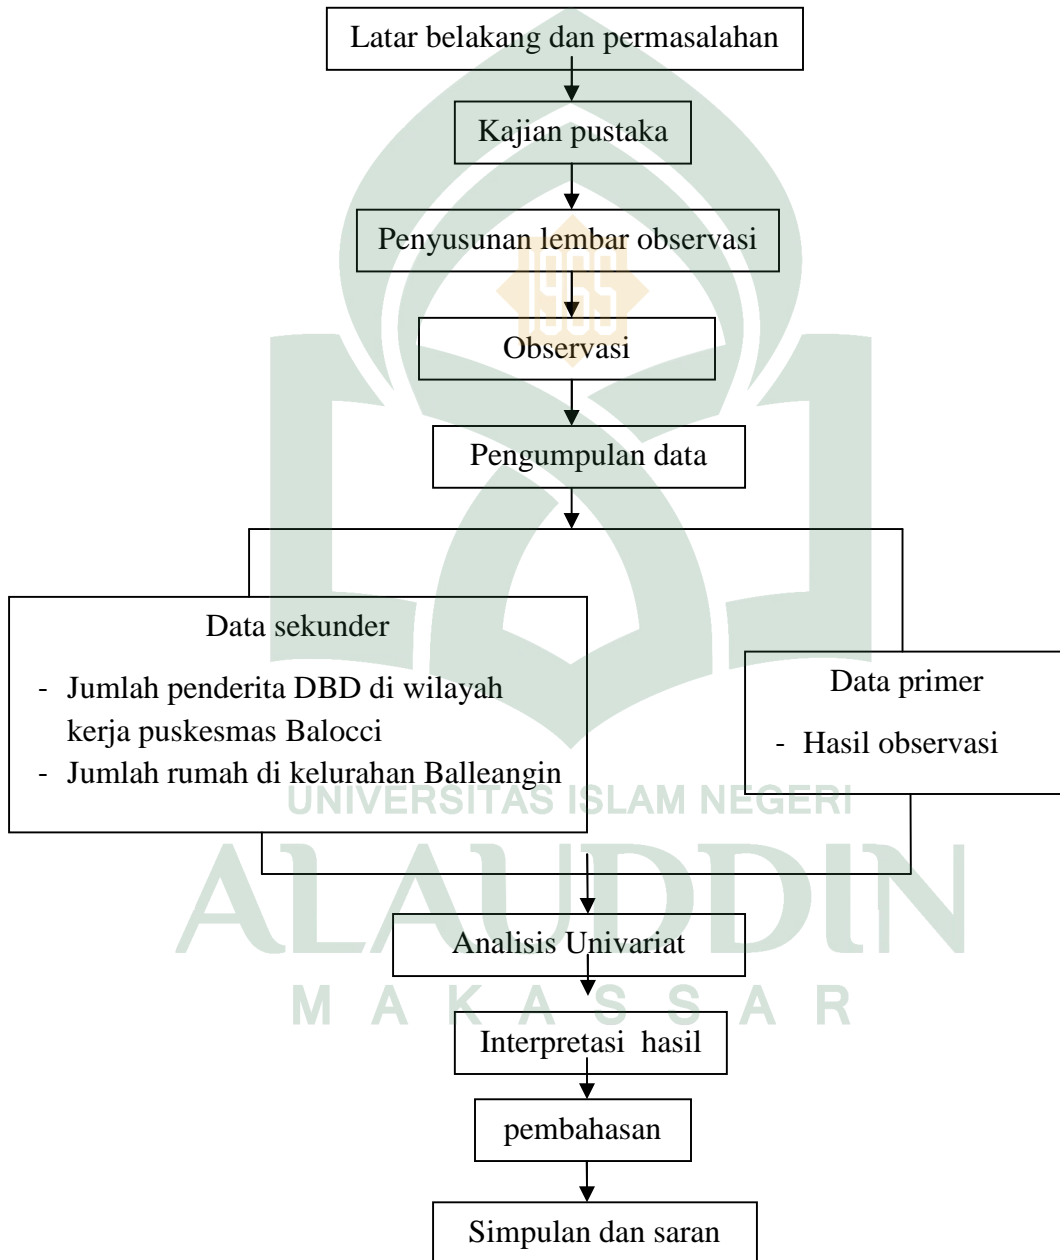 Latar belakang dan permasalahan
Kajian pustaka
Penyusunan lembar observasi
1965
Observasi
Pengumpulan data
Data sekunder
- Jumlah penderita DBD di wilayah
kerja puskesmas Balocci
- Jumlah rumah di kelurahan Balleangin
Data primer
- Hasil observasi
UNIVERSITAS ISLAM NEGERI
ALAUDDIN
Analisis Univariat
MAKASSAR
Interpretasi hasil
pembahasan
Simpulan dan saran